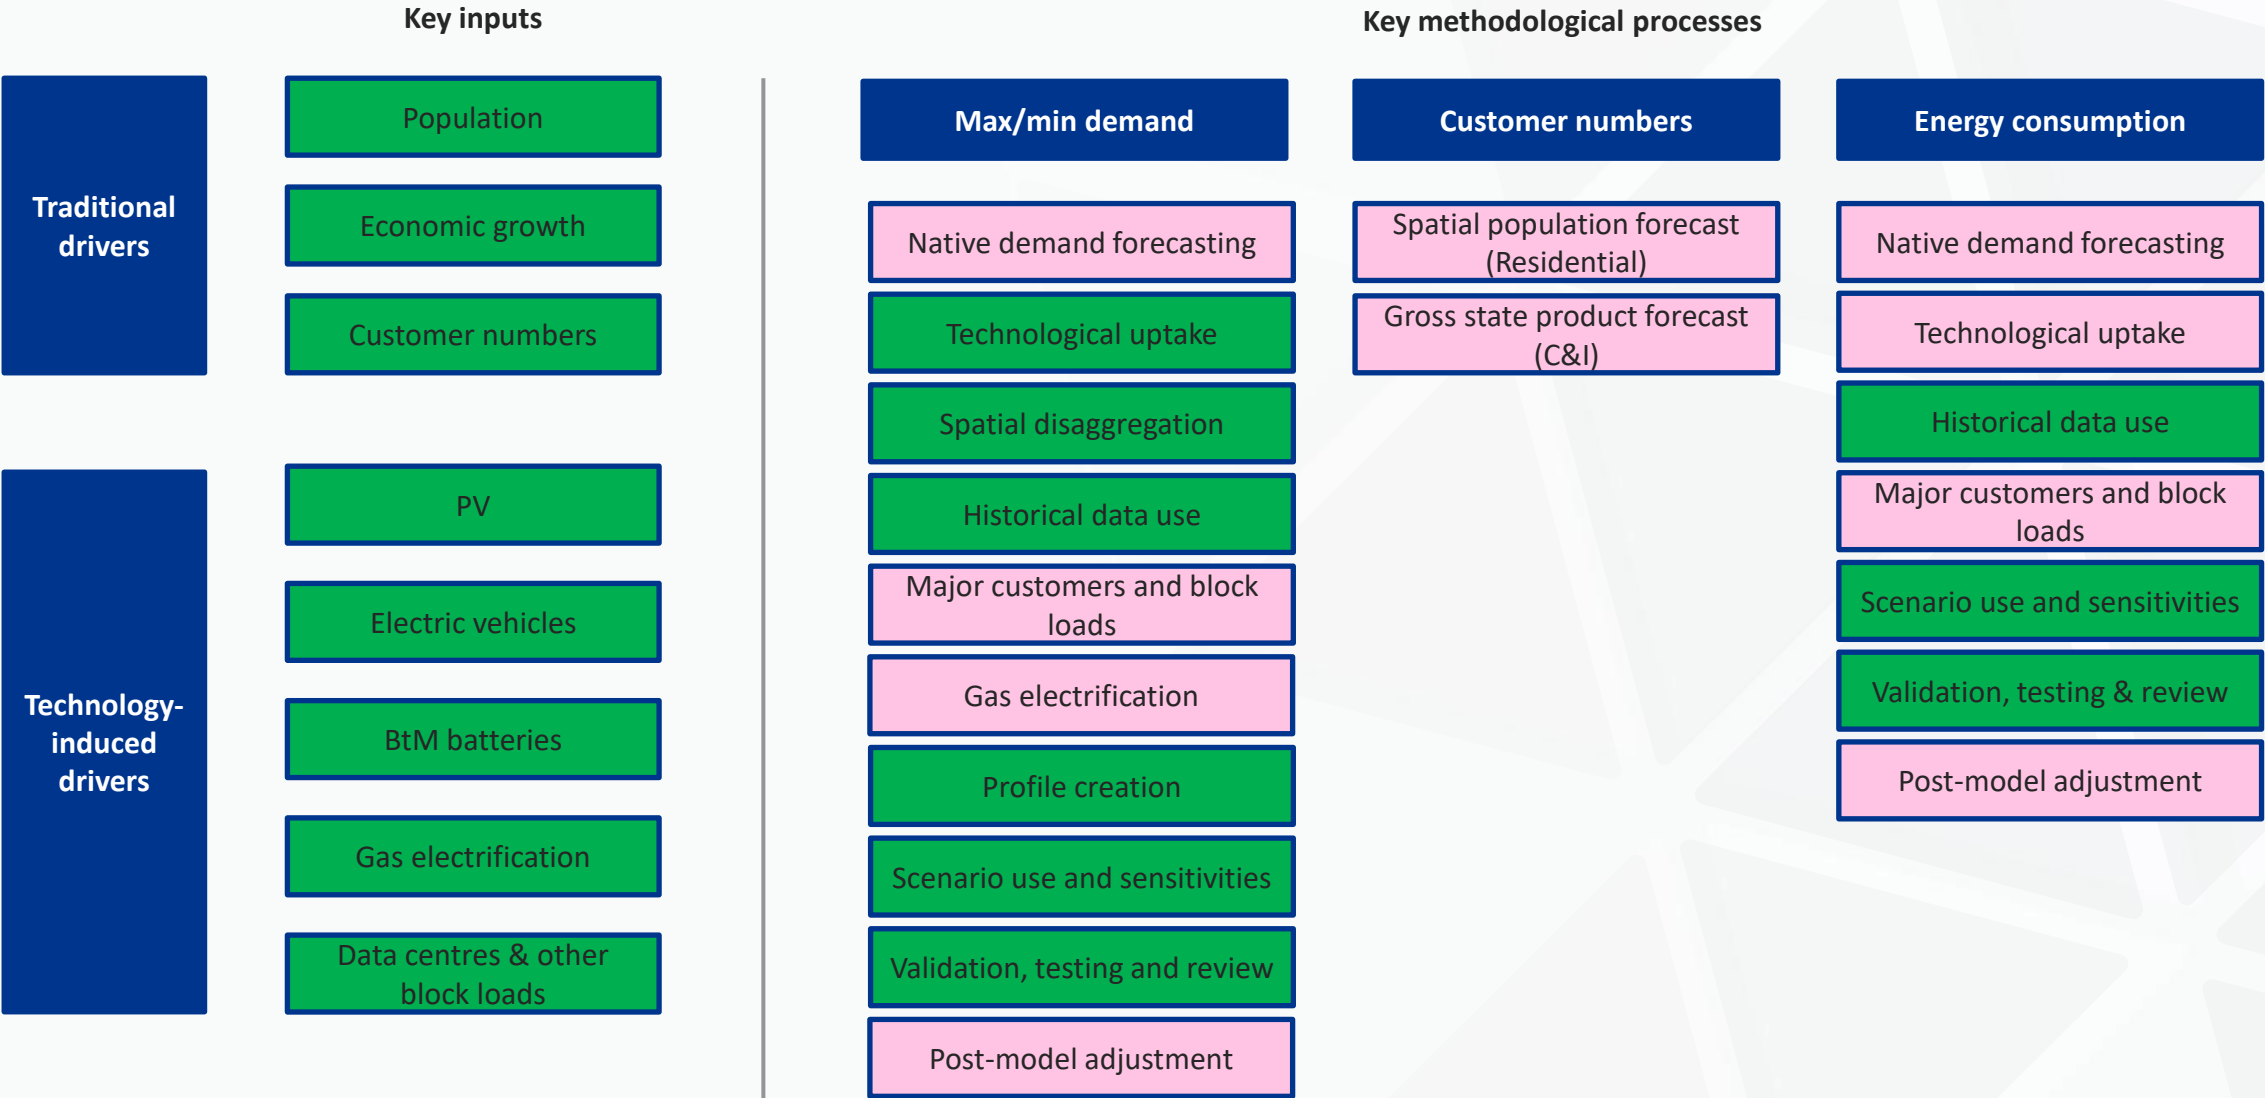 Key inputs
Key methodological processes
Traditional
drivers
Population
Economic growth
Customer numbers
Technology-
induced
drivers
PV
Electric vehicles
BtM batteries
Gas electrification
Data centres & other
block loads
Max/min demand
Native demand forecasting
Technological uptake
Spatial disaggregation
Historical data use
Major customers and block
loads
Gas electrification
Profile creation
Scenario use and sensitivities
Validation, testing and review
Post-model adjustment
Customer numbers
Spatial population forecast
(Residential)
Gross state product forecast
(C&I)
Energy consumption
Native demand forecasting
Technological uptake
Historical data use
Major customers and block
loads
Scenario use and sensitivities
Validation, testing & review
Post-model adjustment